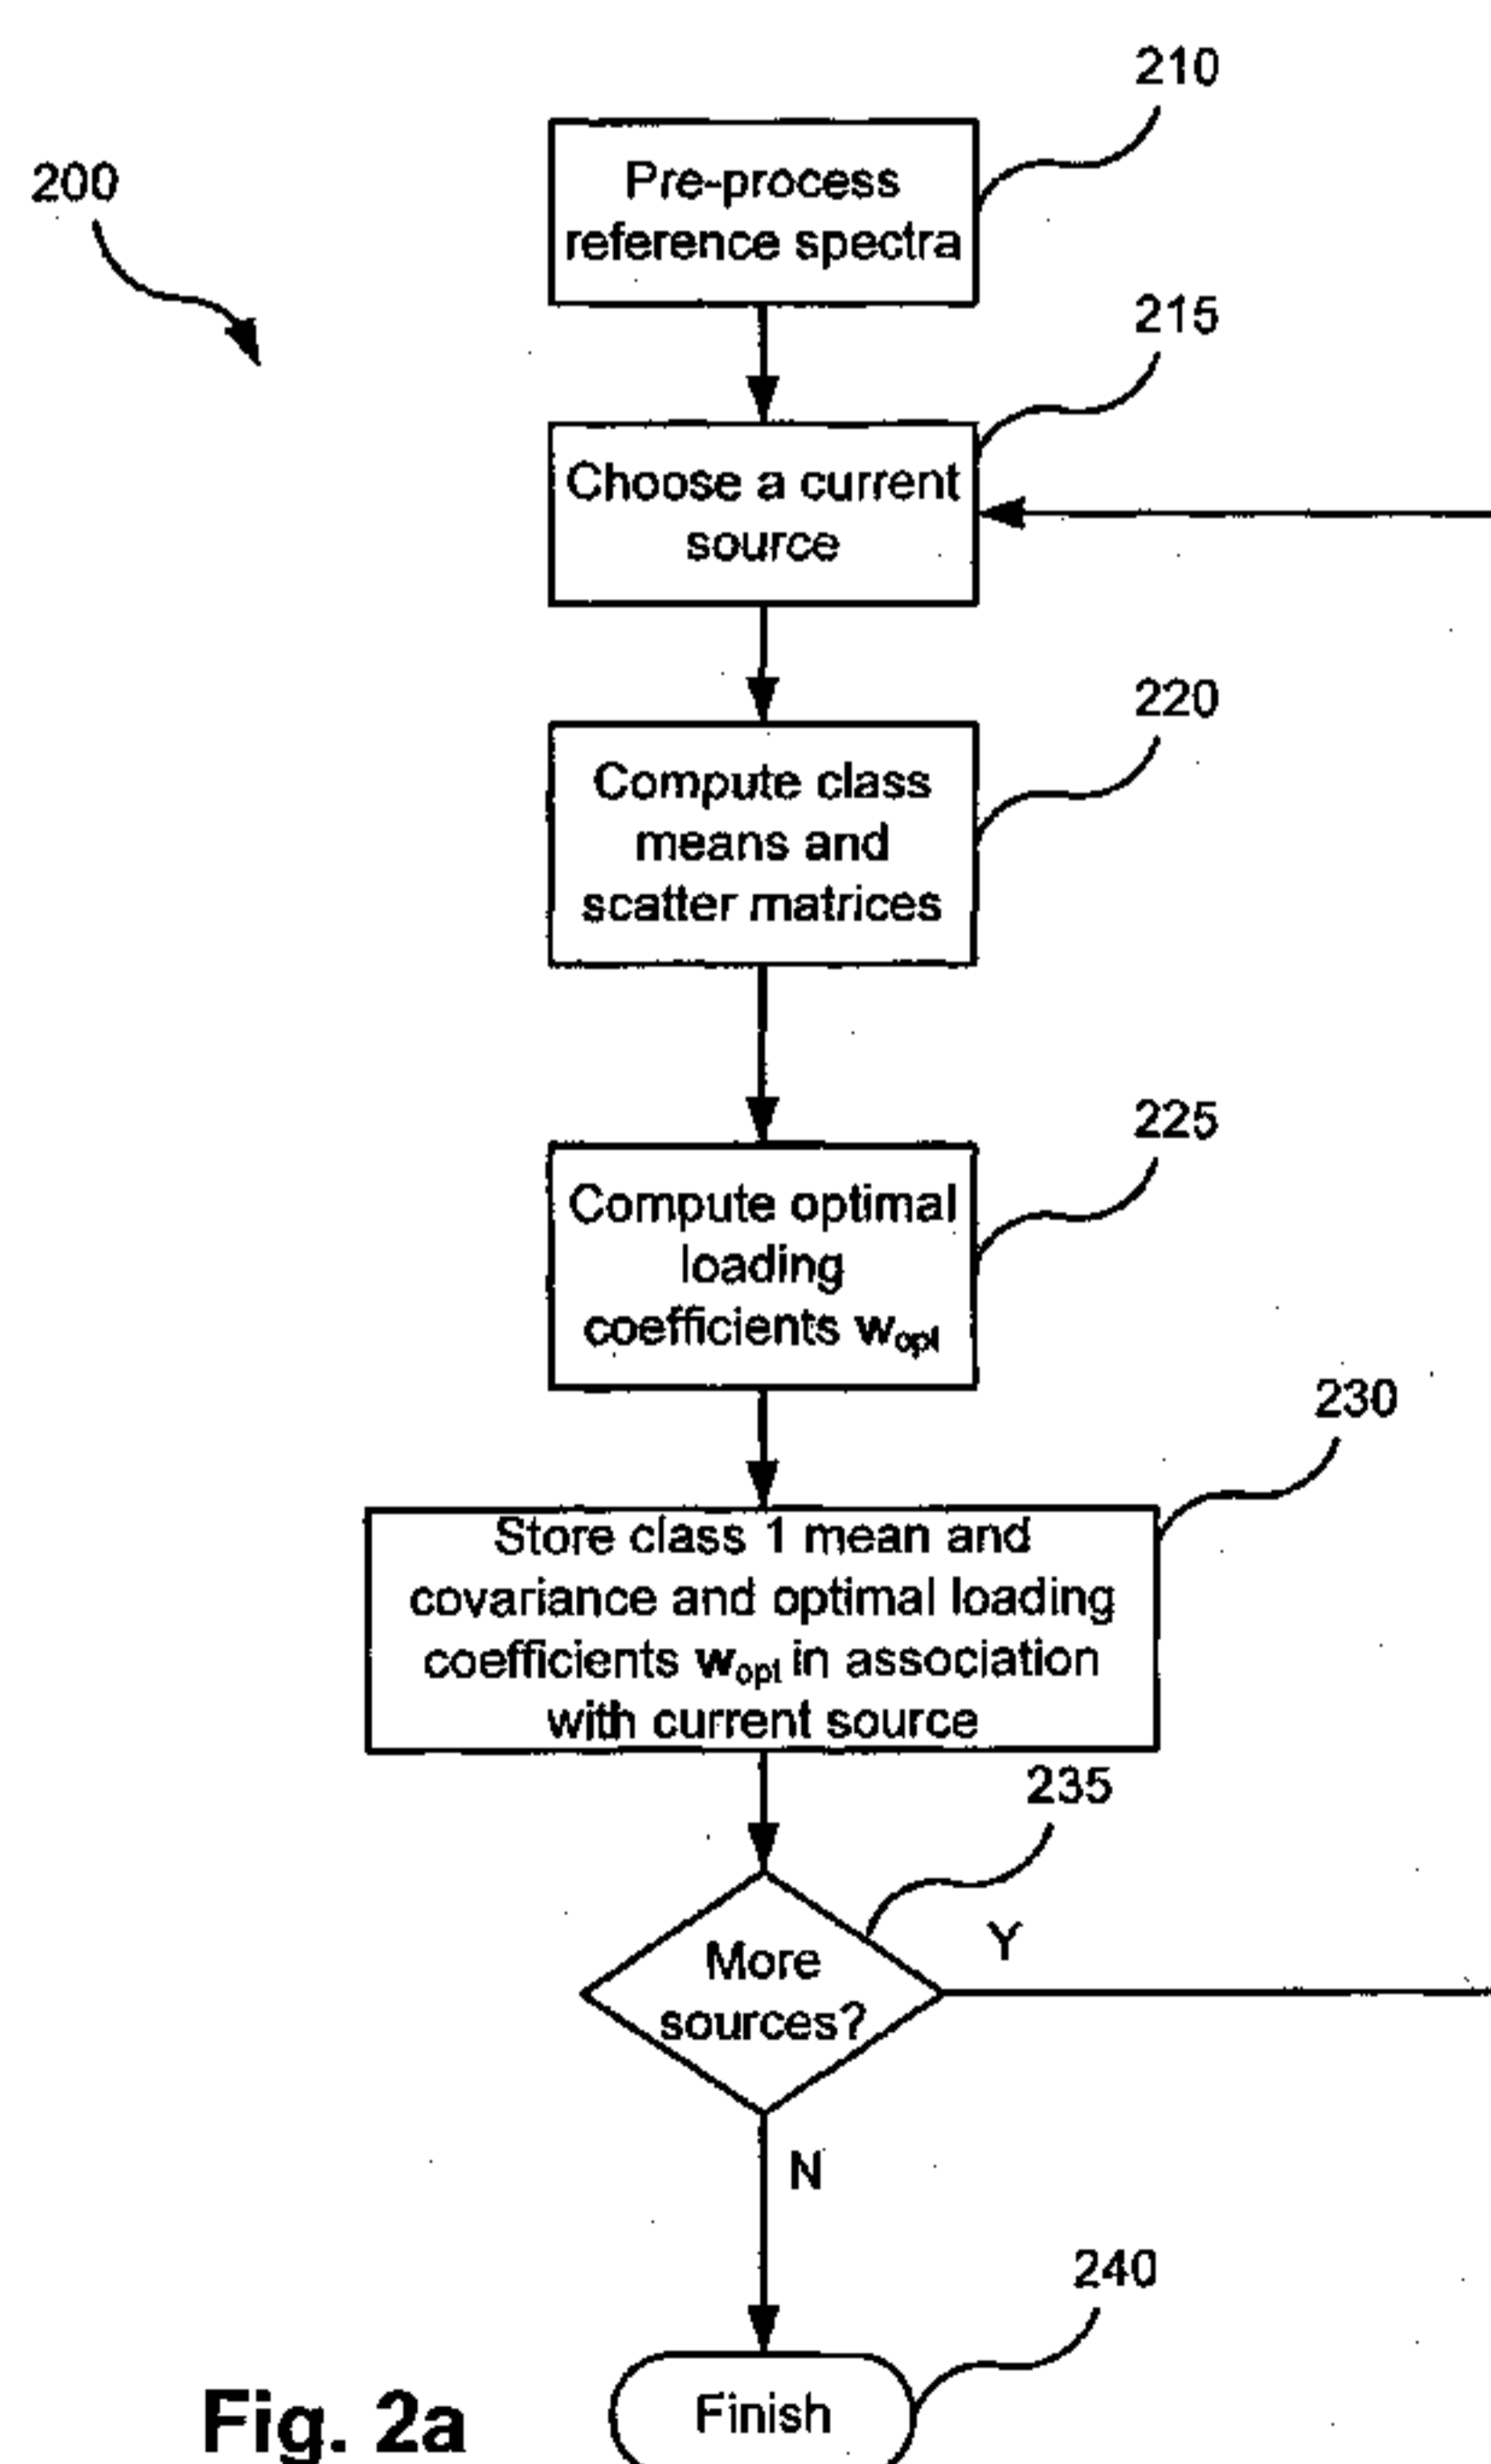 210
200
Pre-process
reference spectra
215
Choose a current
source
220
Compute class
means and
scatter matrices
225
Compute optimal
loading
coefficients wopt
230
Store class 1 mean and
covariance and optimal loading
coefficients wopt in association
with current source
235
More
sources?
Y
N
240
Finish
Fig. 2a